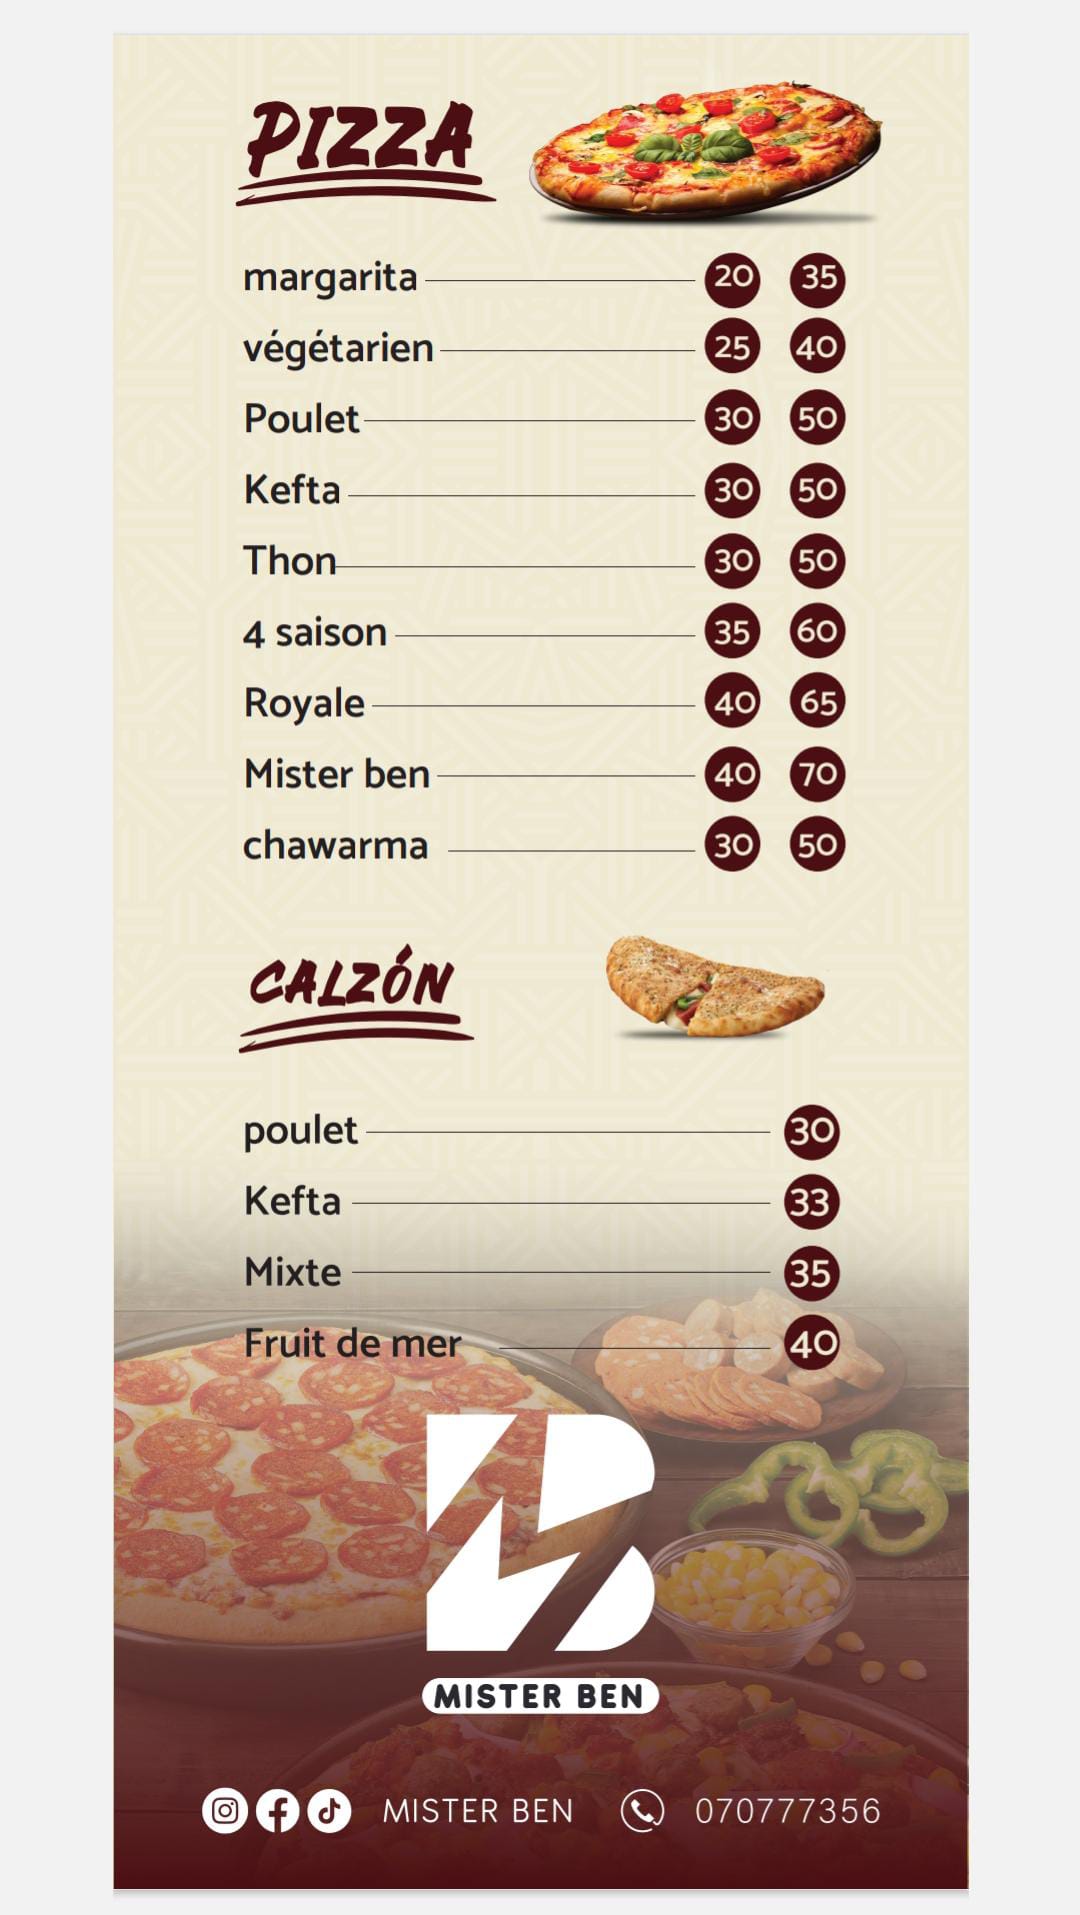 PIZZA
margarita 20 35
végétarien 25 40
Poulet 30 50
Kefta 30 50
Thon 30 50
4 saison 35 60
Royale 40 65
Mister ben 40 70
chawarma 30 50
CALZÓN
poulet 30
Kefta 33
Mixte 35
Fruit de mer 40
MISTER BEN
MISTER BEN 070777356